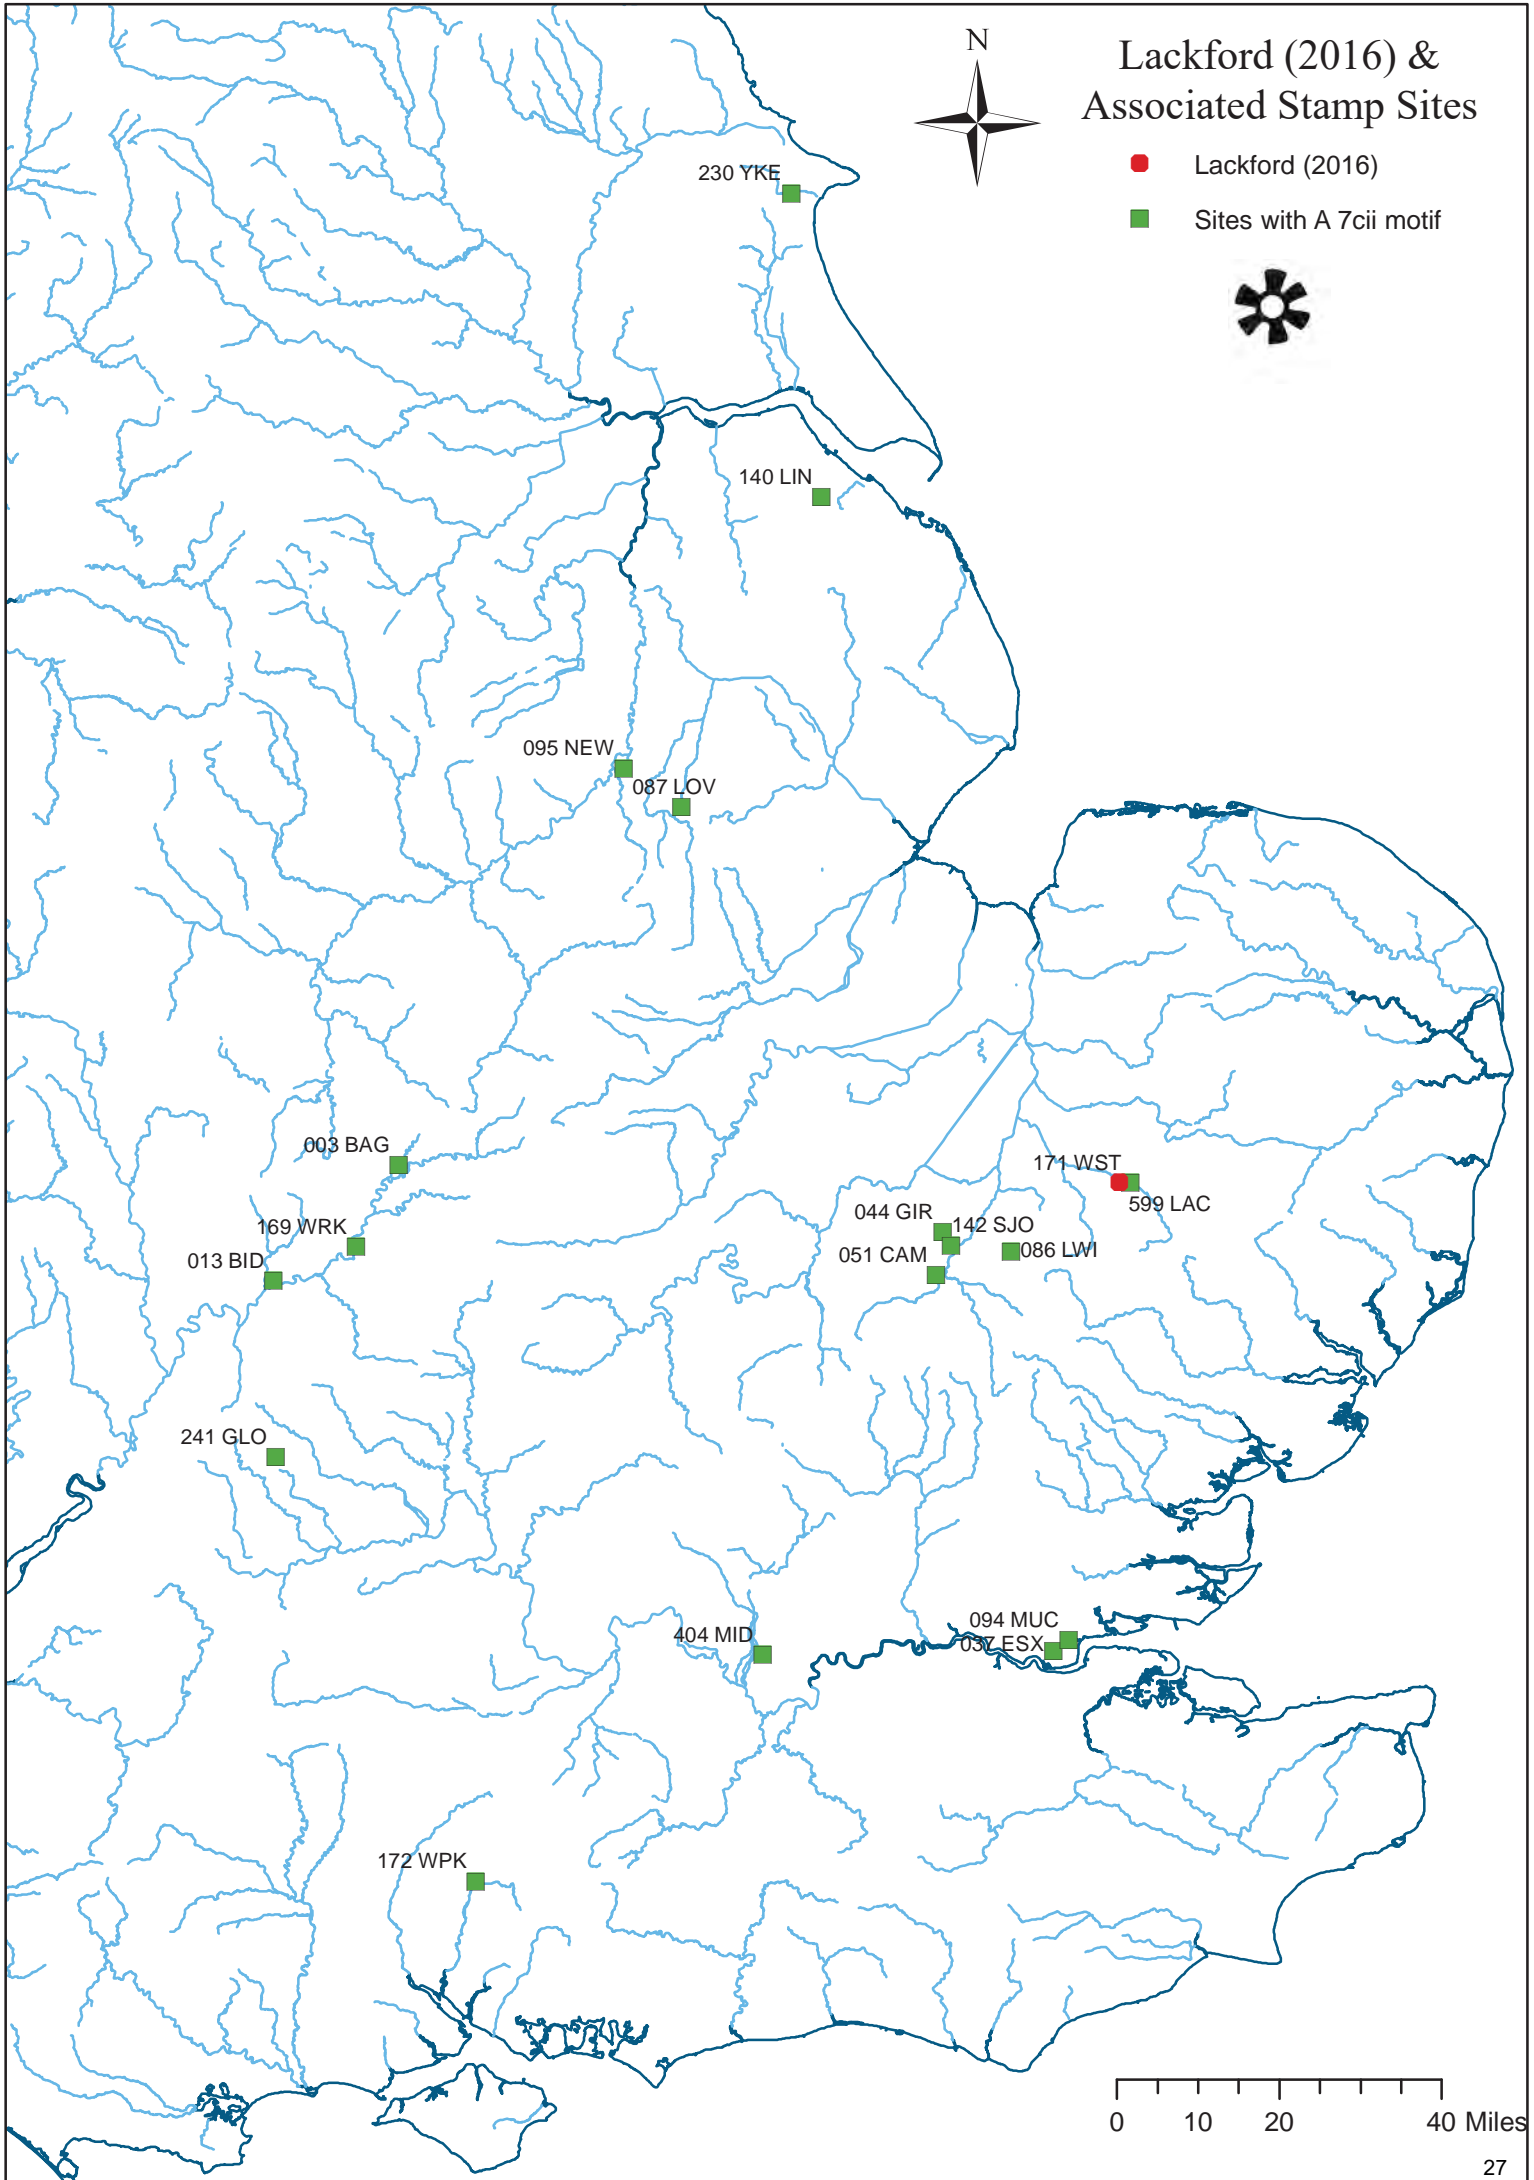 N
Lackford (2016) &
Associated Stamp Sites
Lackford (2016)
Sites with A 7cii motif
230 YKE
140 LIN
095 NEW
087 LOV
003 BAG
171 WST
599 LAC
044 GIR
142 SJO
169 WRK
051 CAM
086 LWI
013 BID
241 GLO
094 MUC
404 MID
037 ESX
172 WPK
0 10 20 40 Miles
27